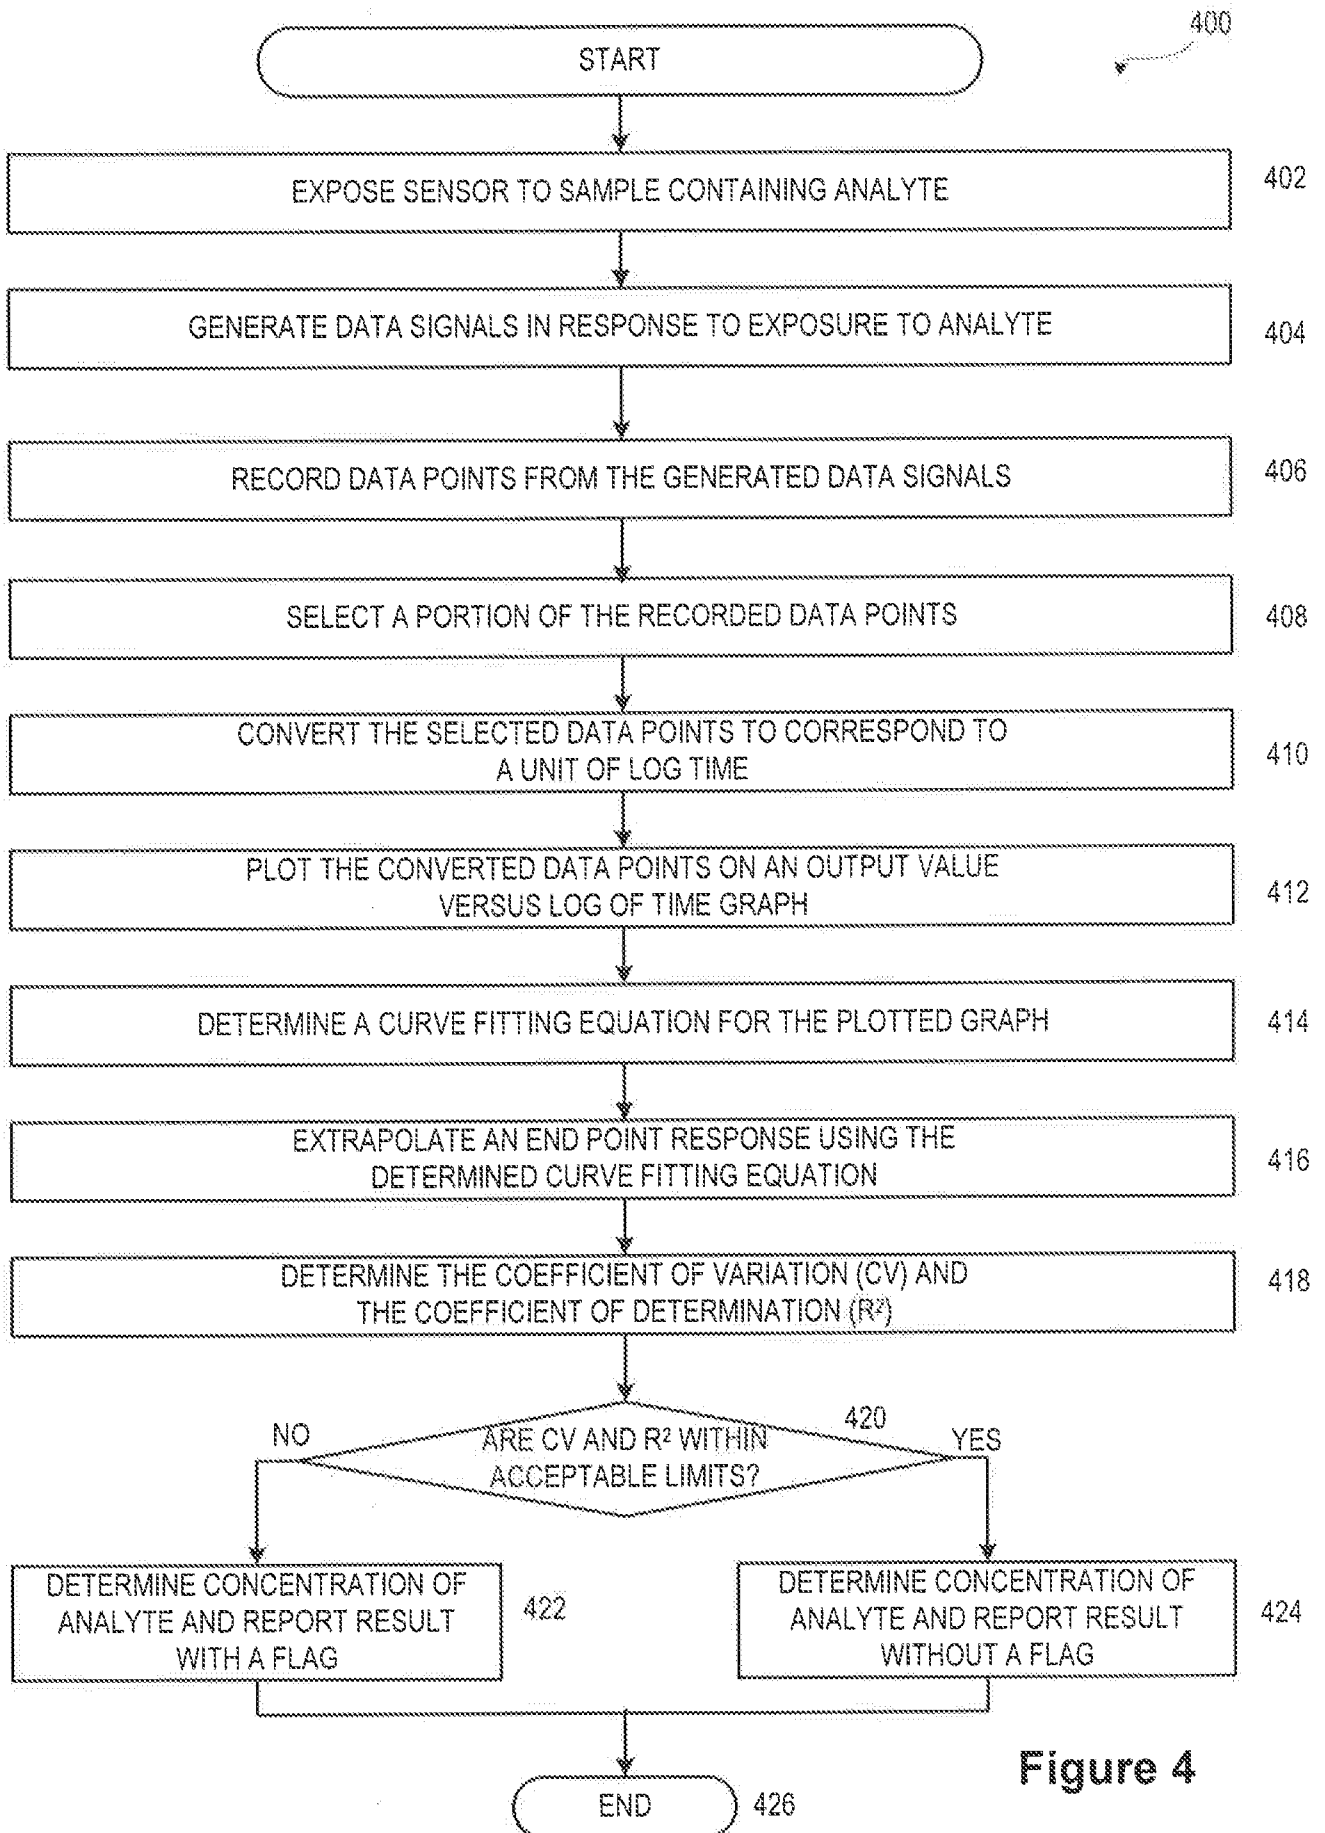 400
START
EXPOSE SENSOR TO SAMPLE CONTAINING ANALYTE
402
GENERATE DATA SIGNALS IN RESPONSE TO EXPOSURE TO ANALYTE
404
RECORD DATA POINTS FROM THE GENERATED DATA SIGNALS
406
SELECT A PORTION OF THE RECORDED DATA POINTS
408
CONVERT THE SELECTED DATA POINTS TO CORRESPOND TO
A UNIT OF LOG TIME
410
PLOT THE CONVERTED DATA POINTS ON AN OUTPUT VALUE
VERSUS LOG OF TIME GRAPH
412
DETERMINE A CURVE FITTING EQUATION FOR THE PLOTTED GRAPH
414
EXTRAPOLATE AN END POINT RESPONSE USING THE
DETERMINED CURVE FITTING EQUATION
416
DETERMINE THE COEFFICIENT OF VARIATION (CV) AND
THE COEFFICIENT OF DETERMINATION (R²)
418
420
NO
ARE CV AND R² WITHIN
ACCEPTABLE LIMITS?
YES
DETERMINE CONCENTRATION OF
ANALYTE AND REPORT RESULT
WITH A FLAG
422
DETERMINE CONCENTRATION OF
ANALYTE AND REPORT RESULT
WITHOUT A FLAG
424
END
426
Figure 4